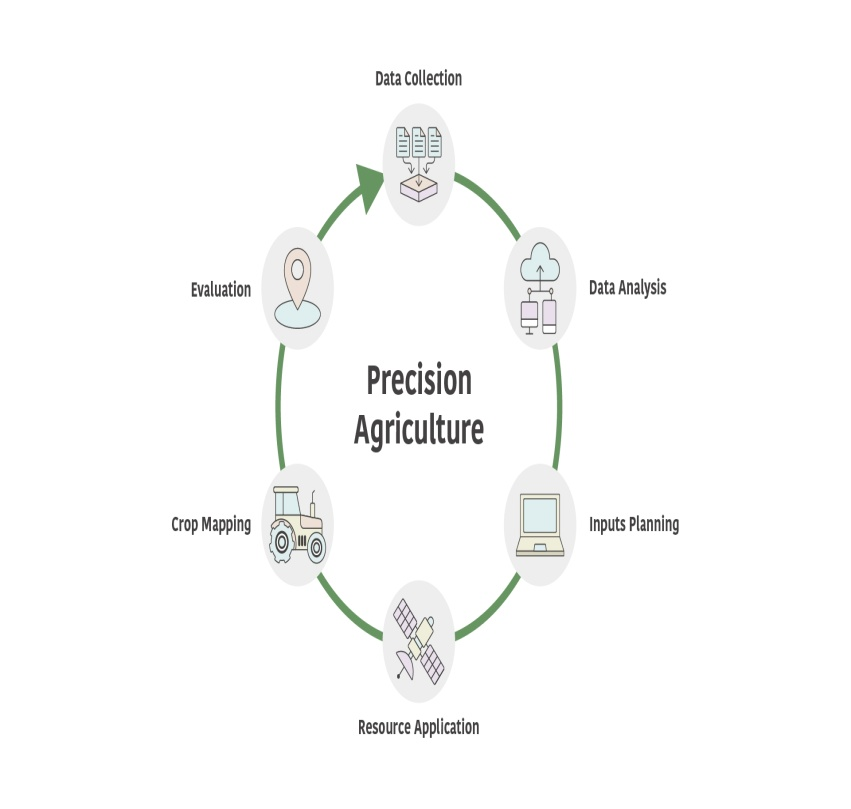 Data Collection
Data Analysis
Evaluation
Precision
Agriculture
Crop Mapping
Inputs Planning
Resource Application